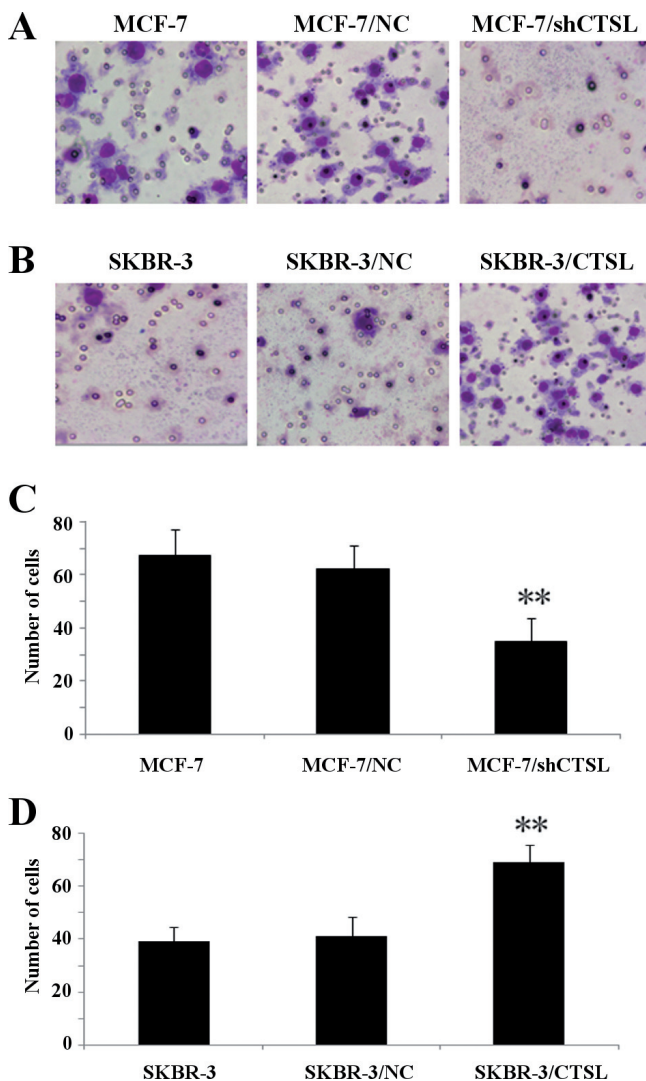 A
MCF-7 MCF-7/NC MCF-7/shCTSL
B
SKBR-3 SKBR-3/NC SKBR-3/CTSL
C
Number of cells
80
60
40
20
0
**
MCF-7 MCF-7/NC MCF-7/shCTSL
D
Number of cells
80
60
40
20
0
**
SKBR-3 SKBR-3/NC SKBR-3/CTSL